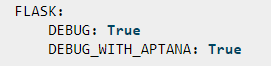 FLASK:
    DEBUG: True
    DEBUG_WITH_APTANA: True